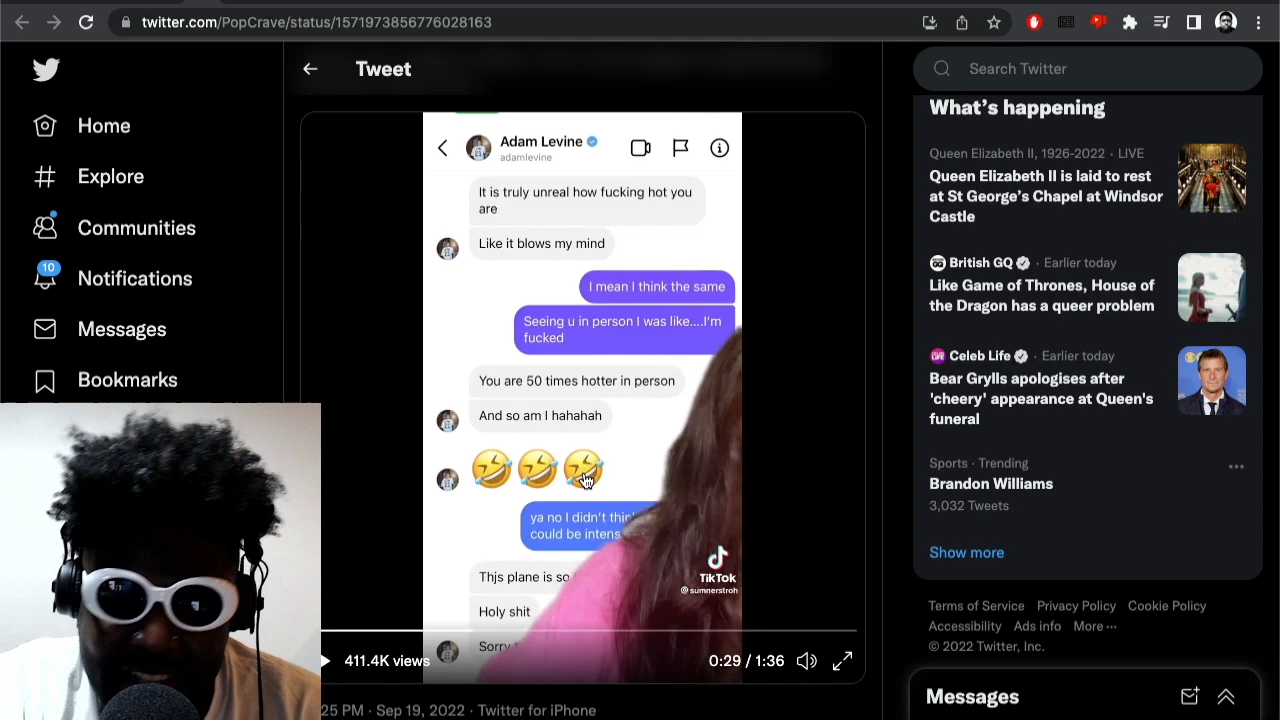 twitter.com/PopCrave/status/1571973856776028163
Home
Explore
Communities
10
Notifications
Messages
Bookmarks
Tweet
Adam Levine
adamlevine
It is truly unreal how fucking hot you
are
Like it blows my mind
I mean I think the same
Seeing u in person I was like....I'm
fucked
You are 50 times hotter in person
And so am I hahahah
ya no I didn't
could be
Thjs plane is so
Holy shit
TikTok
@sumnerstroh
411.4K views
0:29 / 1:36
PM · Sep 19, 2022 · Twitter for iPhone
Search Twitter
What's happening
Queen Elizabeth II, 1926-2022 · LIVE
Queen Elizabeth II is laid to rest
at St George's Chapel at Windsor
Castle
British GQ · Earlier today
Like Game of Thrones, House of
the Dragon has a queer problem
Celeb Life · Earlier today
Bear Grylls apologises after
'cheery' appearance at Queen's
funeral
Sports · Trending
Brandon Williams
3,032 Tweets
Show more
Terms of Service Privacy Policy Cookie Policy
Accessibility Ads info More ···
© 2022 Twitter, Inc.
Messages